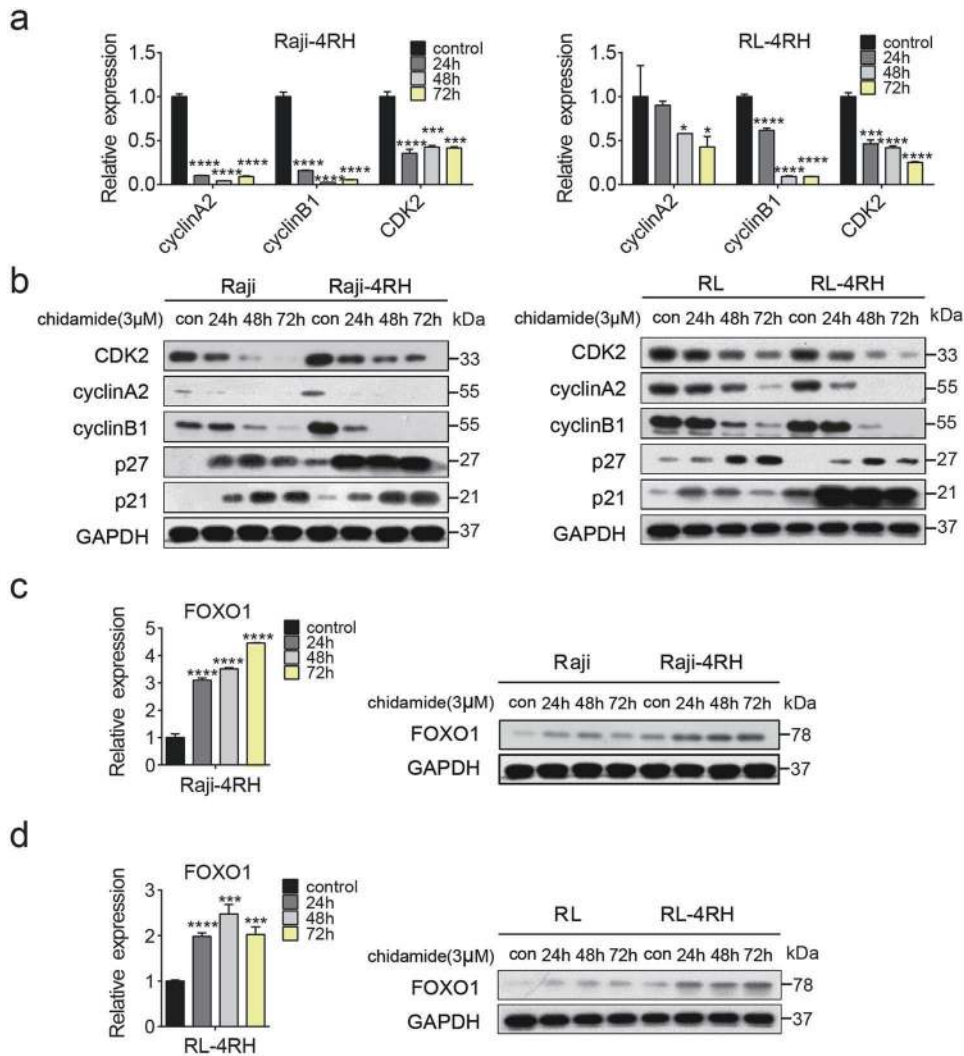 a
Raji-4RH
Relative expression
1.5
1.0
0.5
0.0
control
24h
48h
72h
****
****
****
****
****
****
****
***
***
cyclinA2
cyclinB1
CDK2
RL-4RH
Relative expression
1.5
1.0
0.5
0.0
control
24h
48h
72h
*
*
****
****
****
***
****
****
cyclinA2
cyclinB1
CDK2
b
Raji Raji-4RH
chidamide(3μM) con 24h 48h 72h con 24h 48h 72h kDa
CDK2 33
cyclinA2 55
cyclinB1 55
p27 27
p21 21
GAPDH 37
RL RL-4RH
chidamide(3μM) con 24h 48h 72h con 24h 48h 72h kDa
CDK2 33
cyclinA2 55
cyclinB1 55
p27 27
p21 21
GAPDH 37
c
FOXO1
Relative expression
5
4
3
2
1
0
control
24h
48h
72h
****
****
****
Raji-4RH
Raji Raji-4RH
chidamide(3μM) con 24h 48h 72h con 24h 48h 72h kDa
FOXO1 78
GAPDH 37
d
FOXO1
Relative expression
3
2
1
0
control
24h
48h
72h
****
***
***
RL-4RH
RL RL-4RH
chidamide(3μM) con 24h 48h 72h con 24h 48h 72h kDa
FOXO1 78
GAPDH 37